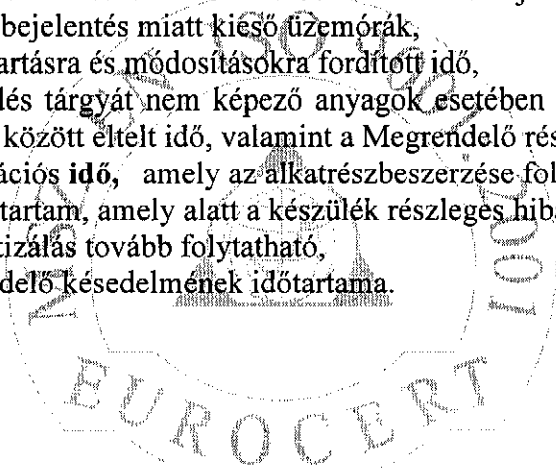 bejelentés miatt kieső üzemórák,
artásra és módosításokra fordított idő,
lés tárgyát nem képező anyagok esetében
között eltelt idő, valamint a Megrendelő rés
ációs idő, amely az alkatrészbeszerzése fol
tartam, amely alatt a készülék részleges hib
tizálás tovább folytatható,
delő késedelmének időtartama.
EUROCERT